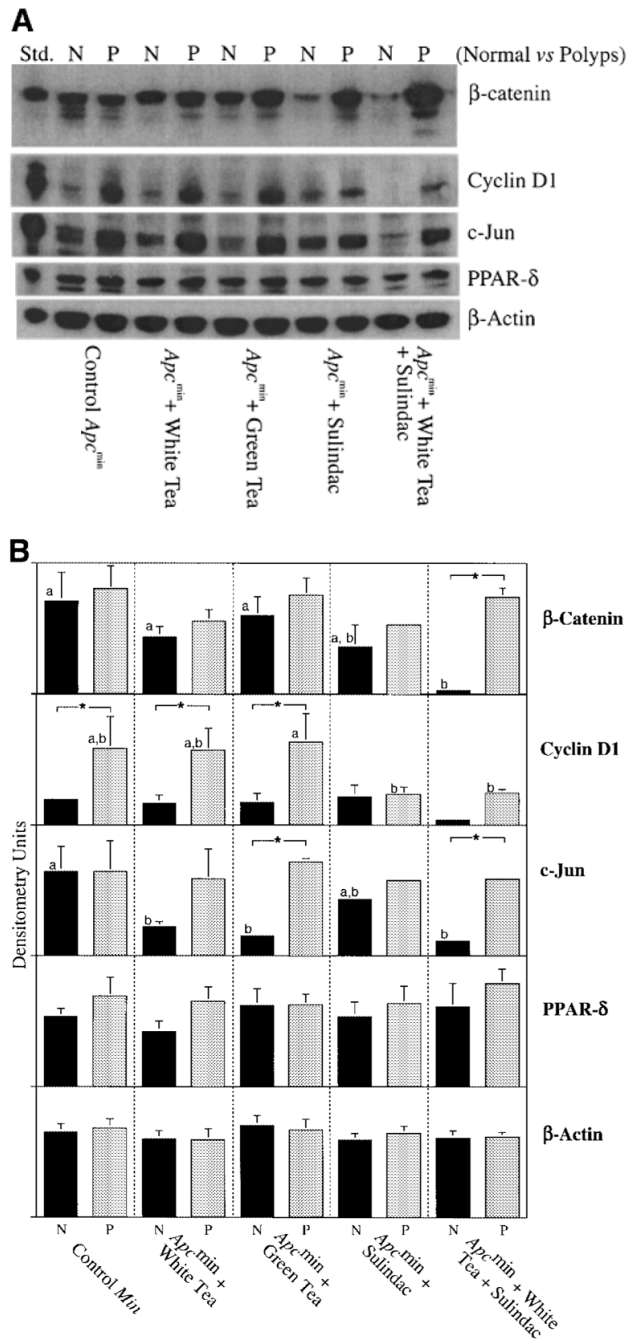 A
Std. N P N P N P N P N P (Normal vs Polyps)
β-catenin
Cyclin D1
c-Jun
PPAR-δ
β-Actin
Control Apcmin
Apcmin + White Tea
Apcmin + Green Tea
Apcmin + Sulindac
Apcmin + White Tea
+ Sulindac
B
Densitometry Units
a
a
a
a, b
*
b
β-Catenin
*
a,b
*
a,b
*
a
b
b
Cyclin D1
a
b
*
b
a,b
*
b
c-Jun
PPAR-δ
β-Actin
N P N P N P N P N P
Control Min
Apcmin +
White Tea
Apcmin +
Green Tea
Apcmin +
Sulindac
Apcmin + White
Tea + Sulindac